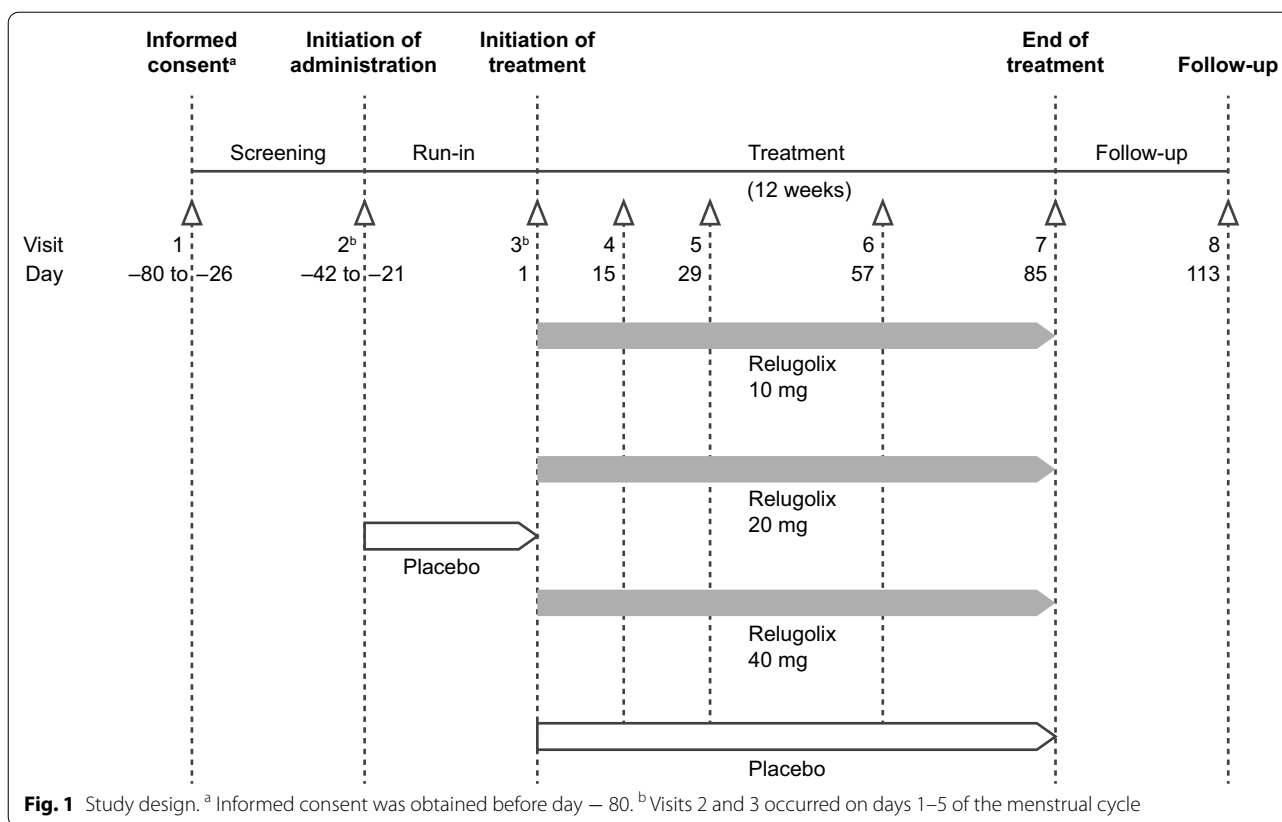 Informed consentᵃ
Initiation of administration
Initiation of treatment
End of treatment
Follow-up
Screening Run-in Treatment Follow-up
(12 weeks)
Visit 1 2ᵇ 3ᵇ 4 5 6 7 8
Day –80 to –26 –42 to –21 1 15 29 57 85 113
Relugolix
10 mg
Relugolix
20 mg
Placebo
Relugolix
40 mg
Placebo
Fig. 1 Study design. ᵃ Informed consent was obtained before day − 80. ᵇ Visits 2 and 3 occurred on days 1–5 of the menstrual cycle